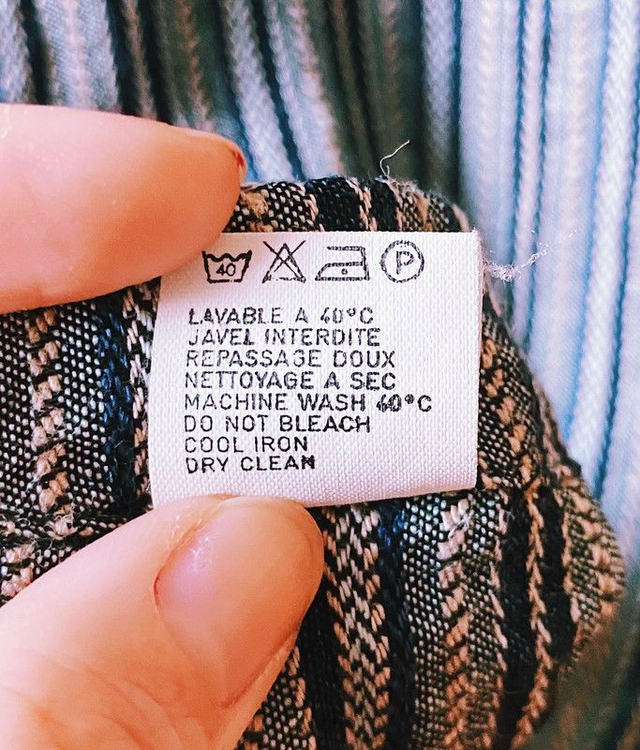 40 P
LAVABLE A 40°C
JAVEL INTERDITE
REPASSAGE DOUX
NETTOYAGE A SEC
MACHINE WASH 40°C
DO NOT BLEACH
COOL IRON
DRY CLEAN